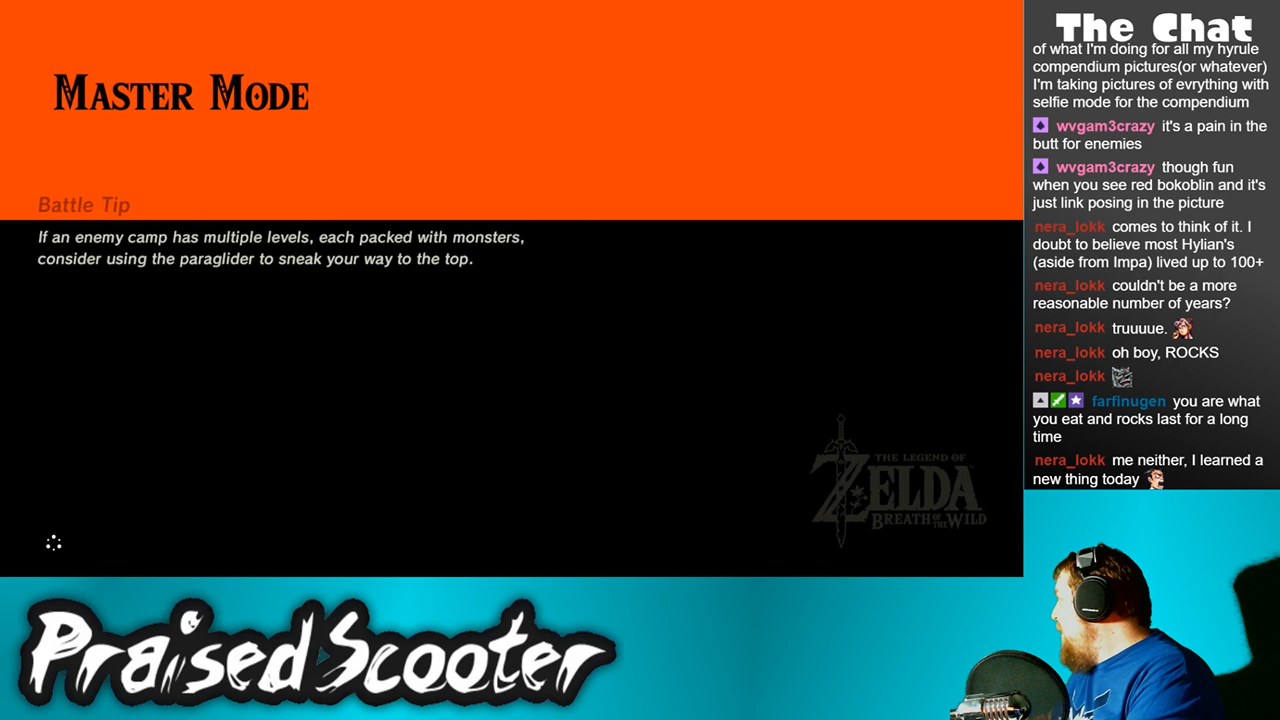 MASTER MODE
Battle Tip
If an enemy camp has multiple levels, each packed with monsters,
consider using the paraglider to sneak your way to the top.
THE LEGEND OF
ZELDA
BREATH OF THE WILD
The Chat
of what I'm doing for all my hyrule
compendium pictures(or whatever)
I'm taking pictures of evrything with
selfie mode for the compendium
wvgam3crazy it's a pain in the
butt for enemies
wvgam3crazy though fun
when you see red bokoblin and it's
just link posing in the picture
nera_lokk comes to think of it. I
doubt to believe most Hylian's
(aside from Impa) lived up to 100+
nera_lokk couldn't be a more
reasonable number of years?
nera_lokk truuuue.
nera_lokk oh boy, ROCKS
nera_lokk
farfinugen you are what
you eat and rocks last for a long
time
nera_lokk me neither, I learned a
new thing today
PraisedScooter